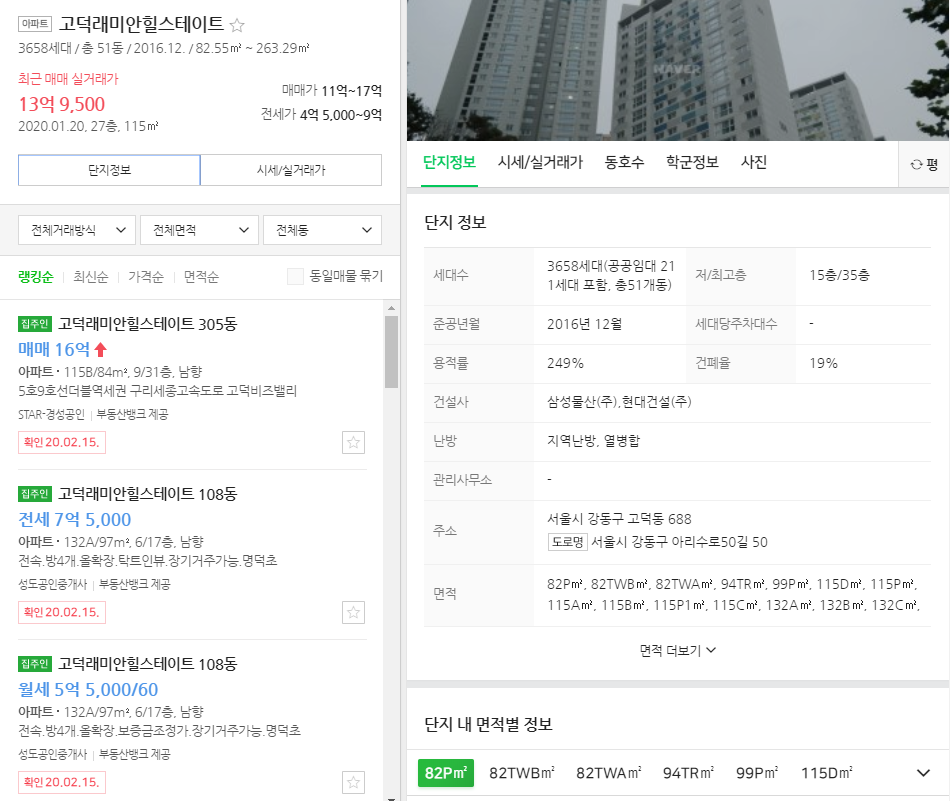 아파트 고덕래미안힐스테이트
3658세대 / 총 51동 / 2016.12. / 82.55㎡ ~ 263.29㎡
최근 매매 실거래가
13억 9,500
2020.01.20, 27층, 115㎡
매매가 11억~17억
전세가 4억 5,000~9억
단지정보 시세/실거래가
전체거래방식 전체면적 전체동
랭킹순 최신순 가격순 면적순 동일매물 묶기
집주인 고덕래미안힐스테이트 305동
매매 16억
아파트 · 115B/84m², 9/31층, 남향
5호9호선더블역세권 구리세종고속도로 고덕비즈밸리
STAR-경성공인 부동산뱅크 제공
확인 20.02.15.
집주인 고덕래미안힐스테이트 108동
전세 7억 5,000
아파트 · 132A/97m², 6/17층, 남향
전속.방4개.올확장.탁트인뷰.장기거주가능.명덕초
성도공인중개사 부동산뱅크 제공
확인 20.02.15.
집주인 고덕래미안힐스테이트 108동
월세 5억 5,000/60
아파트 · 132A/97m², 6/17층, 남향
전속.방4개.올확장.보증금조정가.장기거주가능.명덕초
성도공인중개사 부동산뱅크 제공
확인 20.02.15.
NAVER
단지정보 시세/실거래가 동호수 학군정보 사진 평
단지 정보
세대수 3658세대(공공임대 21
1세대 포함, 총51개동) 저/최고층 15층/35층
준공년월 2016년 12월 세대당주차대수 -
용적률 249% 건폐율 19%
건설사 삼성물산(주),현대건설(주)
난방 지역난방, 열병합
관리사무소 -
주소 서울시 강동구 고덕동 688
도로명 서울시 강동구 아리수로50길 50
면적 82P㎡, 82TWB㎡, 82TWA㎡, 94TR㎡, 99P㎡, 115D㎡, 115P㎡,
115A㎡, 115B㎡, 115P1㎡, 115C㎡, 132A㎡, 132B㎡, 132C㎡,
면적 더보기
단지 내 면적별 정보
82P㎡ 82TWB㎡ 82TWA㎡ 94TR㎡ 99P㎡ 115D㎡